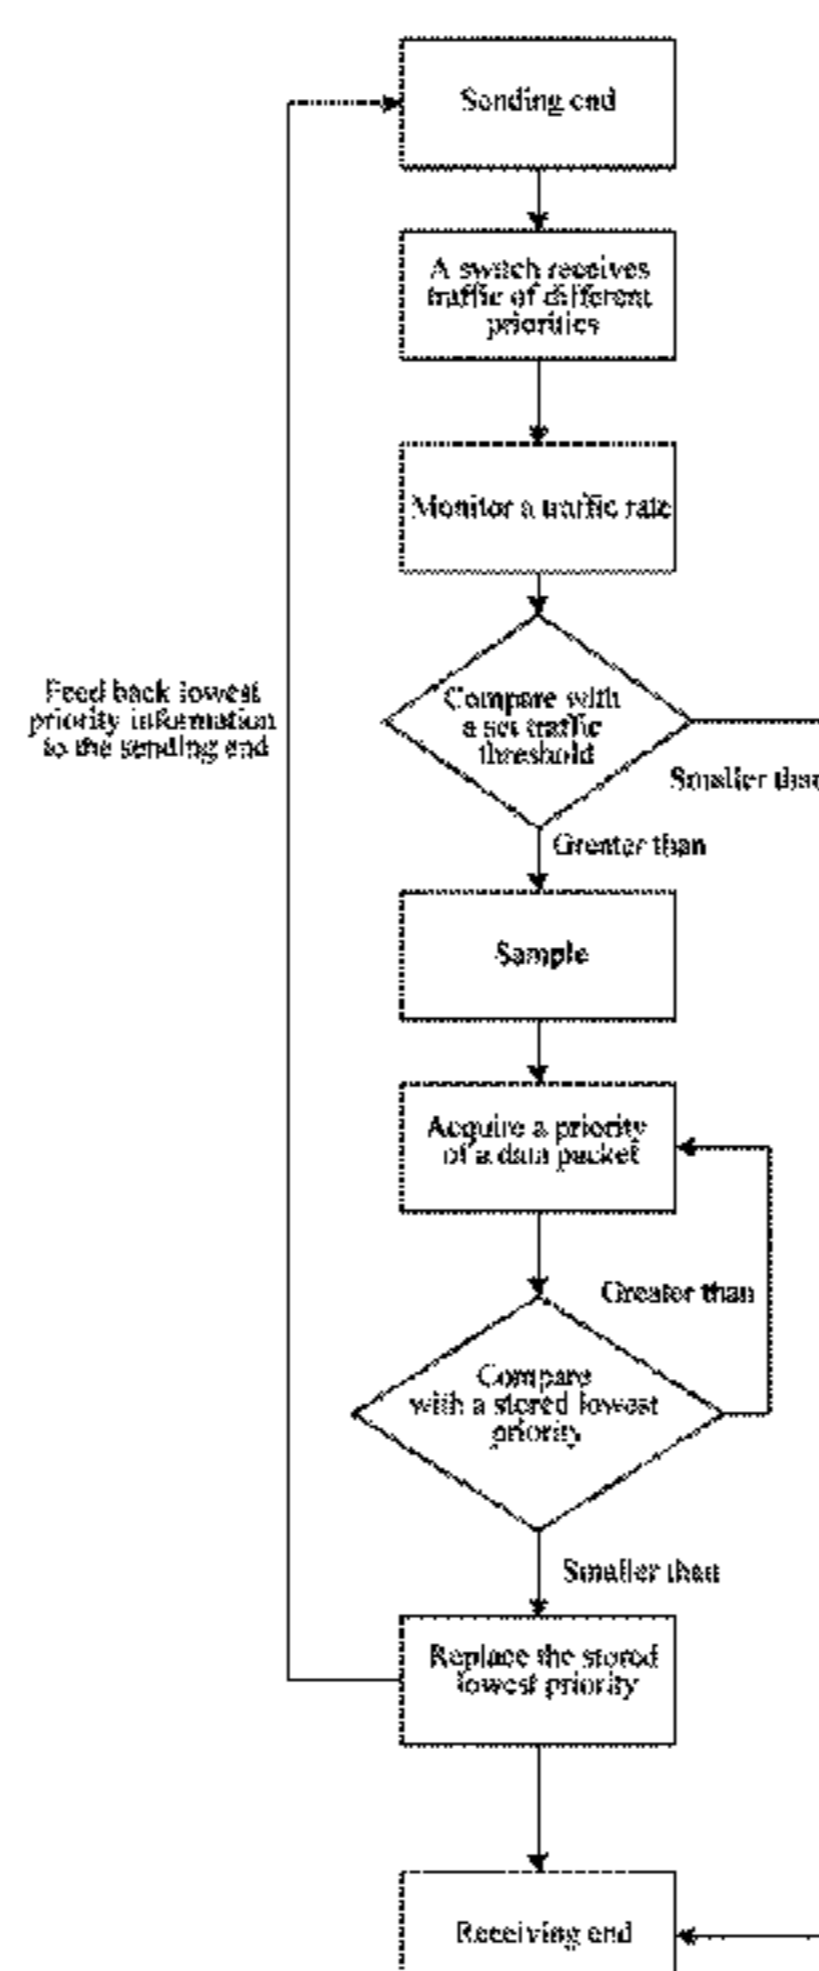 Sending end
A switch receives
traffic of different
priorities
Monitor a traffic rate
Feed back lowest
priority information
to the sending end
Compare with
a set traffic
threshold
Smaller than
Greater than
Sample
Acquire a priority
of a data packet
Greater than
Compare
with a stored lowest
priority
Smaller than
Replace the stored
lowest priority
Receiving end